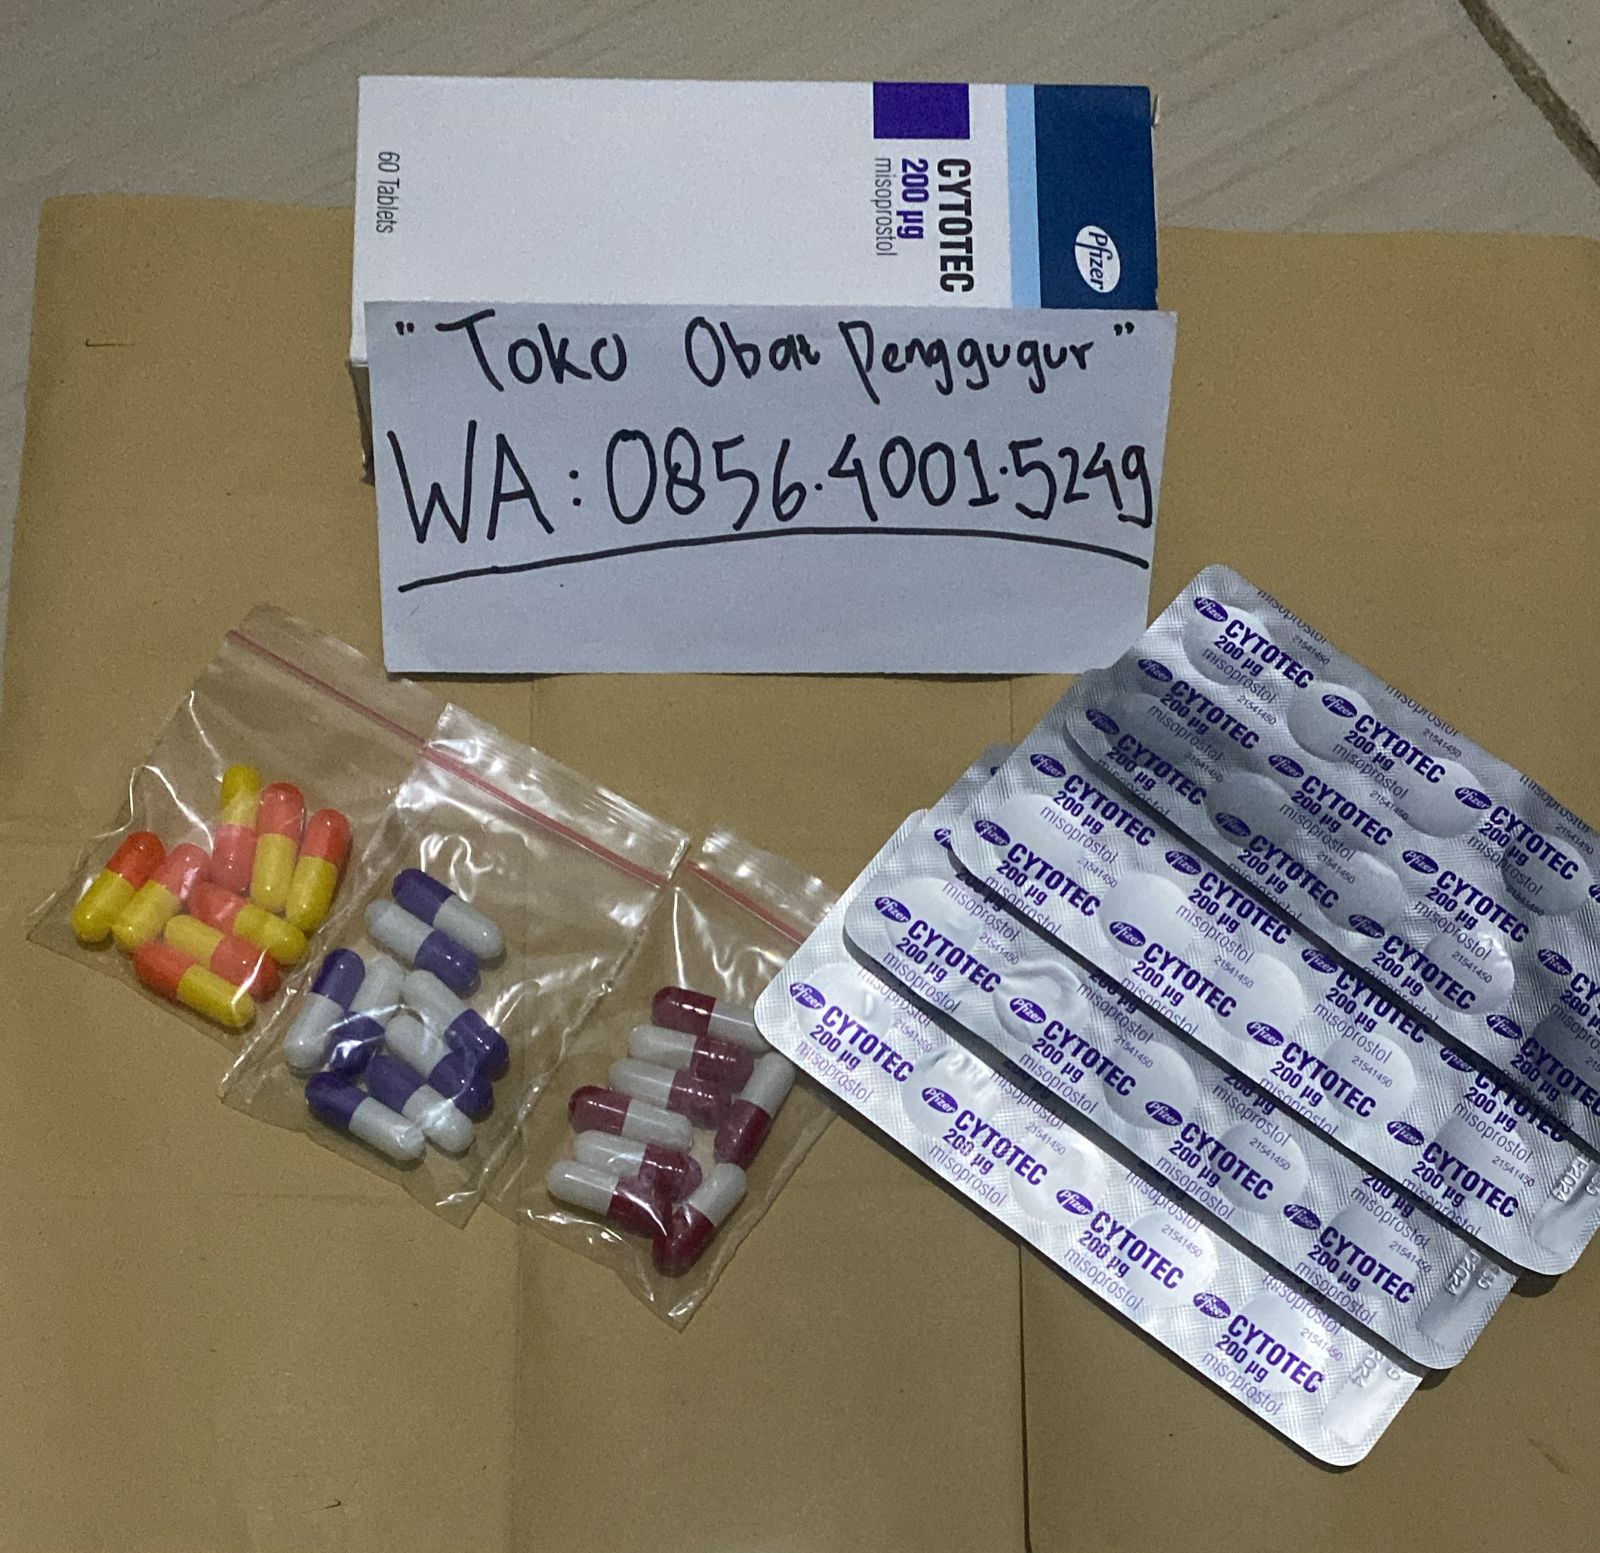 60 Tablets
CYTOTEC
200 µg
misoprostol
Pfizer
"Toko Obat Penggugur"
WA: 0856.4001.5249
Pfizer
CYTOTEC
200 µg
misoprostol
21541450